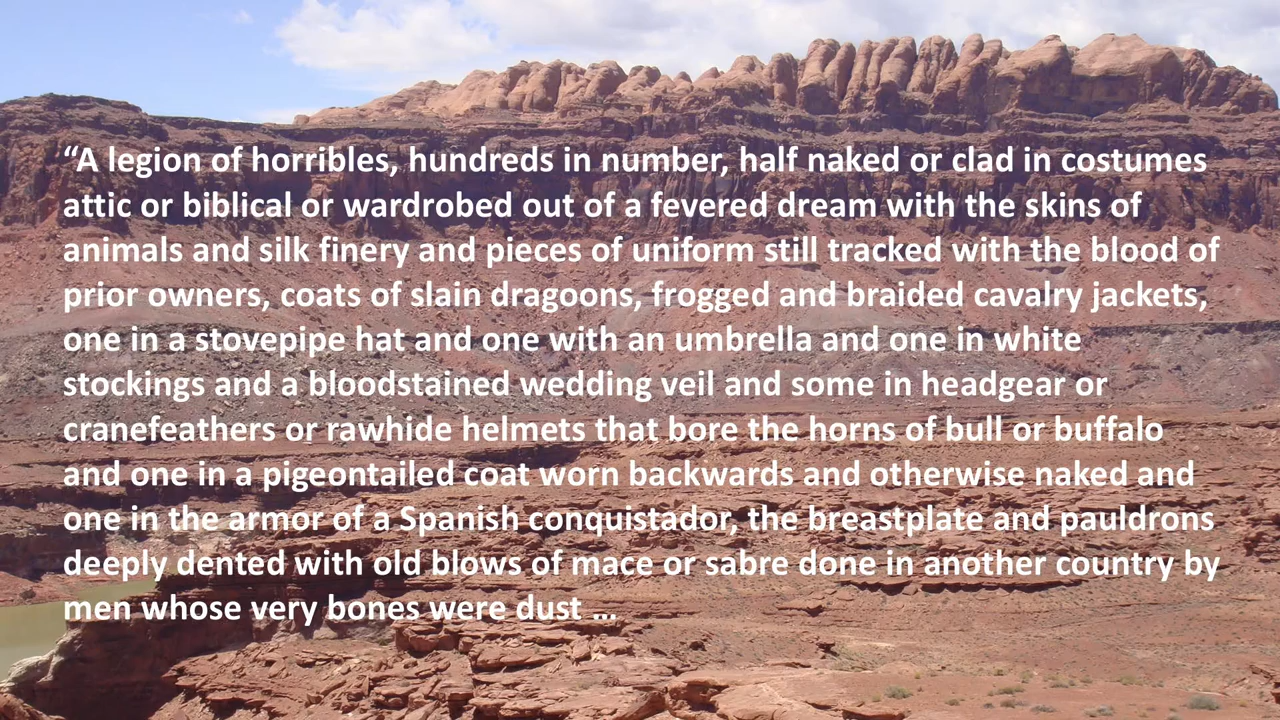 “A legion of horribles, hundreds in number, half naked or clad in costumes
attic or biblical or wardrobed out of a fevered dream with the skins of
animals and silk finery and pieces of uniform still tracked with the blood of
prior owners, coats of slain dragoons, frogged and braided cavalry jackets,
one in a stovepipe hat and one with an umbrella and one in white
stockings and a bloodstained wedding veil and some in headgear or
cranefeathers or rawhide helmets that bore the horns of bull or buffalo
and one in a pigeontailed coat worn backwards and otherwise naked and
one in the armor of a Spanish conquistador, the breastplate and pauldrons
deeply dented with old blows of mace or sabre done in another country by
men whose very bones were dust ...